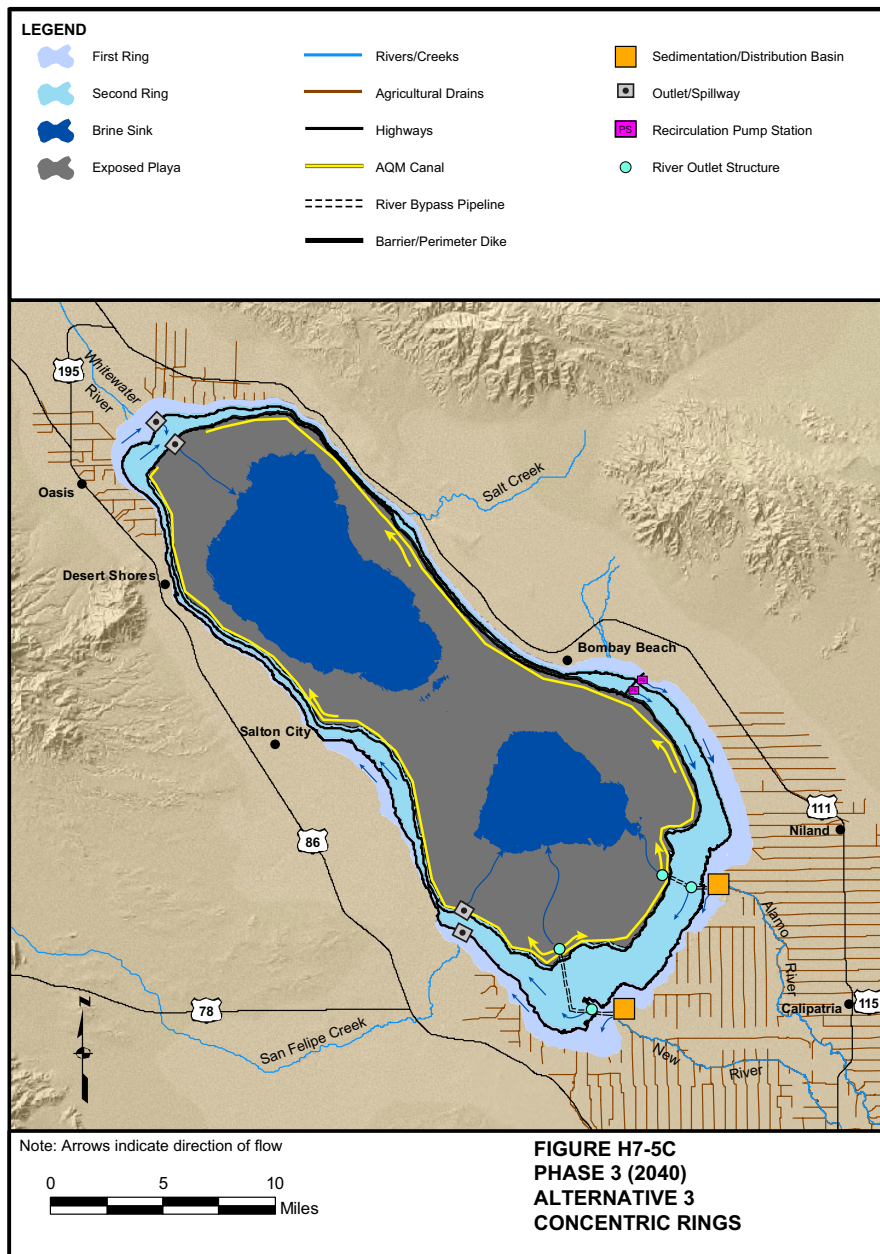 LEGEND
First Ring
Second Ring
Brine Sink
Exposed Playa
Rivers/Creeks
Agricultural Drains
Highways
AQM Canal
River Bypass Pipeline
Barrier/Perimeter Dike
Sedimentation/Distribution Basin
Outlet/Spillway
PS
Recirculation Pump Station
River Outlet Structure
195
Whitewater
River
Oasis
Salt Creek
Desert Shores
Bombay Beach
PS
PS
Salton City
111
Niland
86
Alamo
River
78
Calipatria
115
San Felipe Creek
New
River
N
Note: Arrows indicate direction of flow
0 5 10
Miles
FIGURE H7-5C
PHASE 3 (2040)
ALTERNATIVE 3
CONCENTRIC RINGS